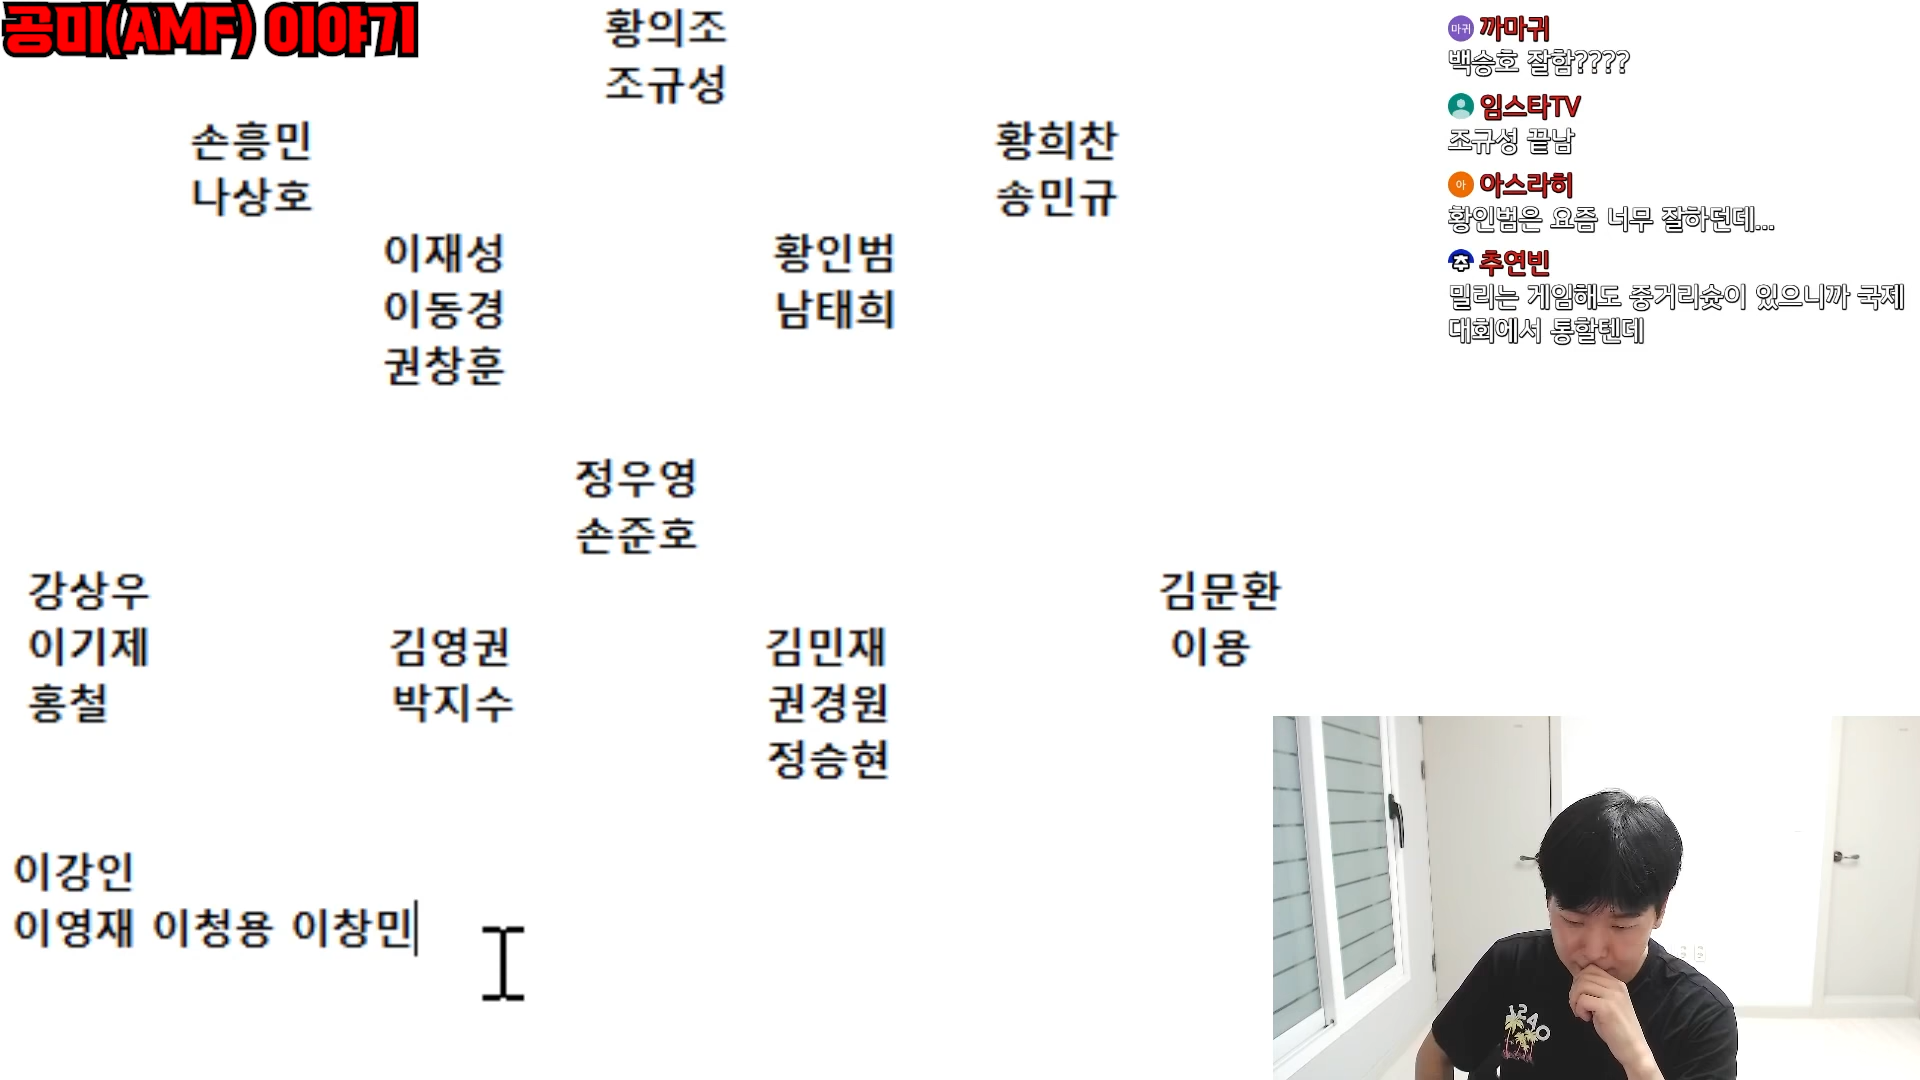 공미(AMF) 이야기
황의조
조규성
손흥민 황희찬
나상호 송민규
이재성 황인범
이동경 남태희
권창훈
정우영
손준호
강상우 김문환
이기제 김영권 김민재 이용
홍철 박지수 권경원
정승현
이강인
이영재 이청용 이창민
마귀 까마귀
백승호 잘함????
임스타TV
조규성 끝남
아 아스라히
황인범은 요즘 너무 잘하던데...
추 추연빈
밀리는 게임해도 중거리슛이 있으니까 국제
대회에서 통할텐데
1240